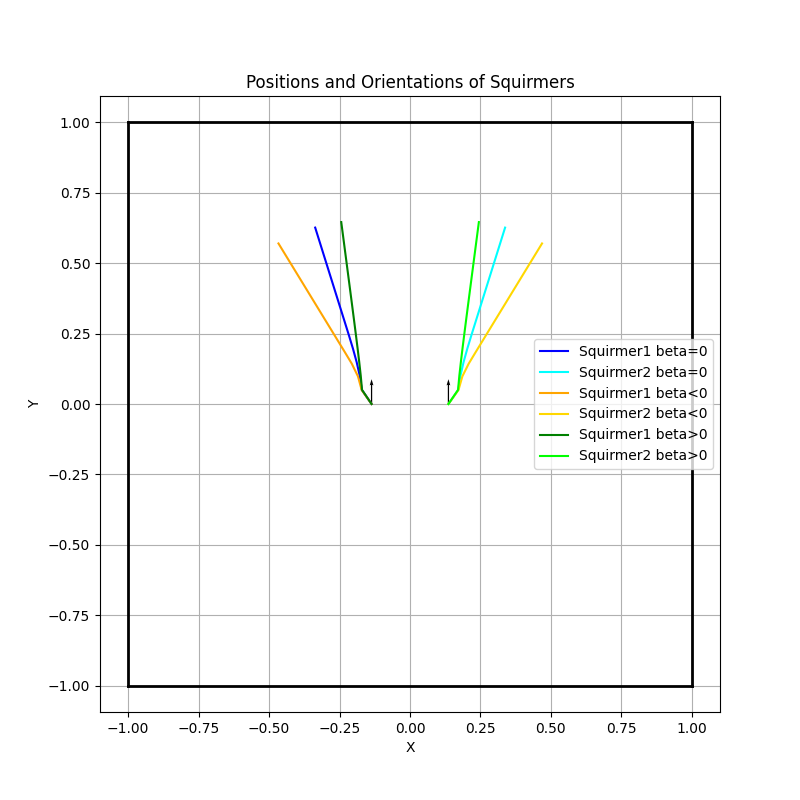 Positions and Orientations of Squirmers
Y
1.00
0.75
0.50
0.25
0.00
−0.25
−0.50
−0.75
−1.00
Squirmer1 beta=0
Squirmer2 beta=0
Squirmer1 beta<0
Squirmer2 beta<0
Squirmer1 beta>0
Squirmer2 beta>0
−1.00 −0.75 −0.50 −0.25 0.00 0.25 0.50 0.75 1.00
X